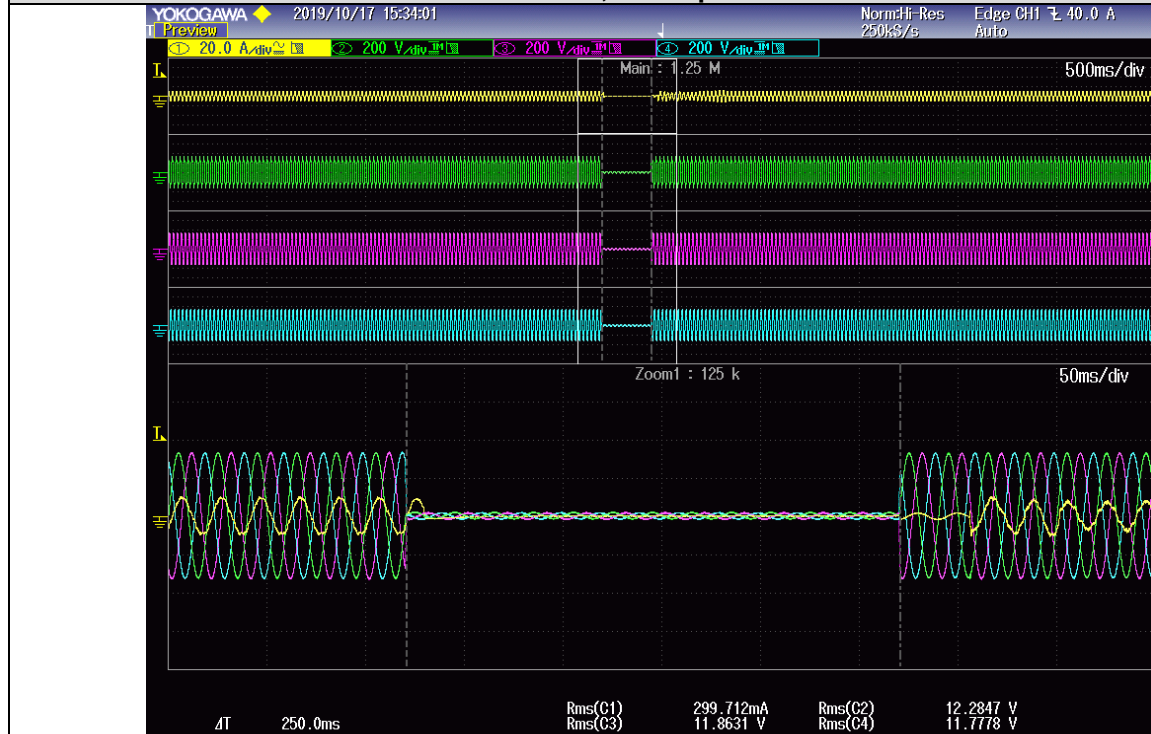 YOKOGAWA 2019/10/17 15:34:01 Norm:Hi-Res Edge CH1 40.0 A
Preview 250kS/s Auto
1 20.0 A/div 2 200 V/div 1M 3 200 V/div 1M 4 200 V/div 1M
Main : 1.25 M 500ms/div
Zoom1 : 125 k 50ms/div
Rms(C1) 299.712mA Rms(C2) 12.2847 V
ΔT 250.0ms Rms(C3) 11.8631 V Rms(C4) 11.7778 V